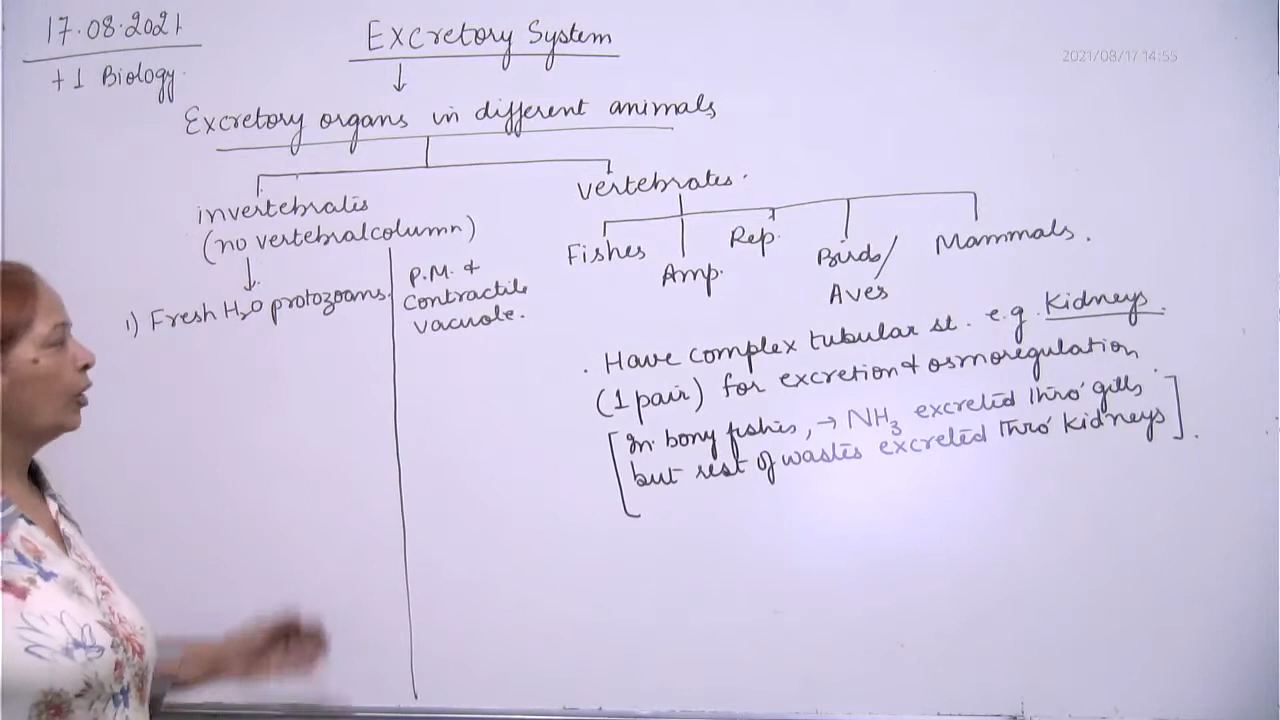 17.08.2021
+1 Biology.
Excretory System
2021/08/17 14:55
Excretory organs in different animals
invertebrates
(no vertebral column)
1) Fresh H2O protozoans.
P.M. &
Contractile
vacuole.
vertebrates.
Fishes
Amp.
Rep.
Birds/
Aves
Mammals.
. Have complex tubular st. e.g. Kidneys.
(1 pair) for excretion & osmoregulation.
[In bony fishes, → NH3 excreted thro' gills
but rest of wastes excreted thro' kidneys].